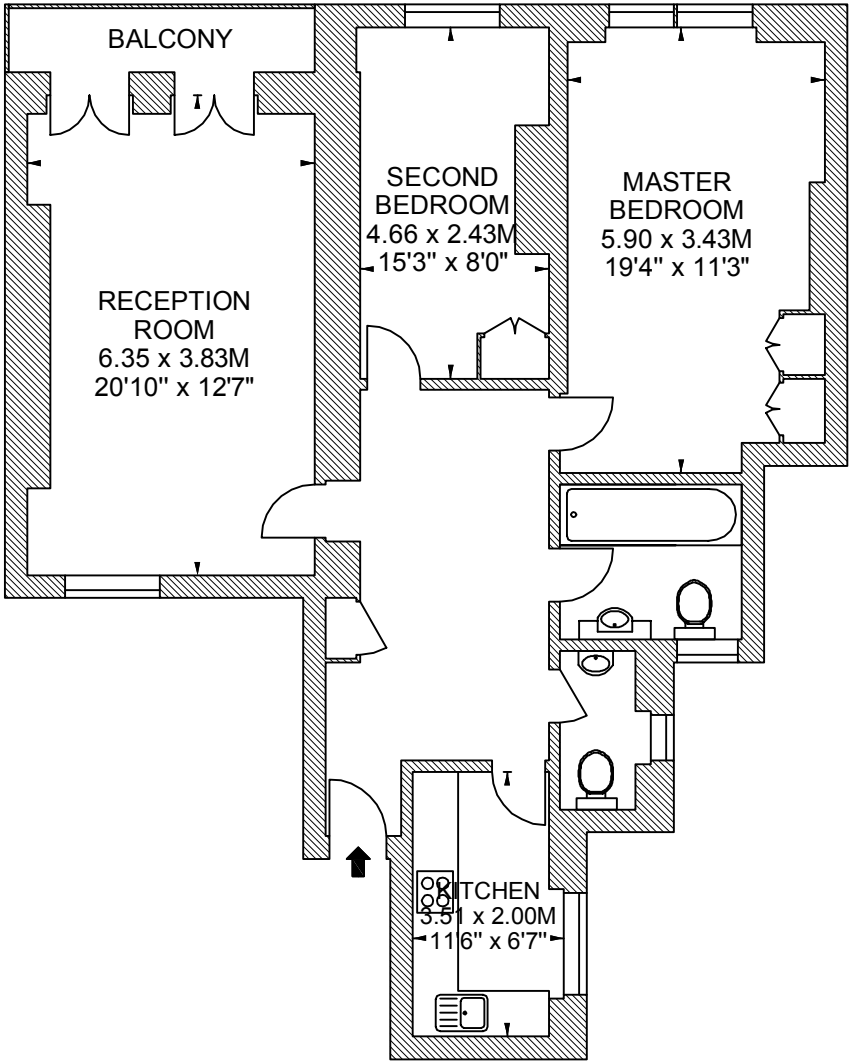 BALCONY
SECOND
BEDROOM
4.66 x 2.43M
15'3" x 8'0"
MASTER
BEDROOM
5.90 x 3.43M
19'4" x 11'3"
RECEPTION
ROOM
6.35 x 3.83M
20'10" x 12'7"
KITCHEN
3.51 x 2.00M
11'6" x 6'7"